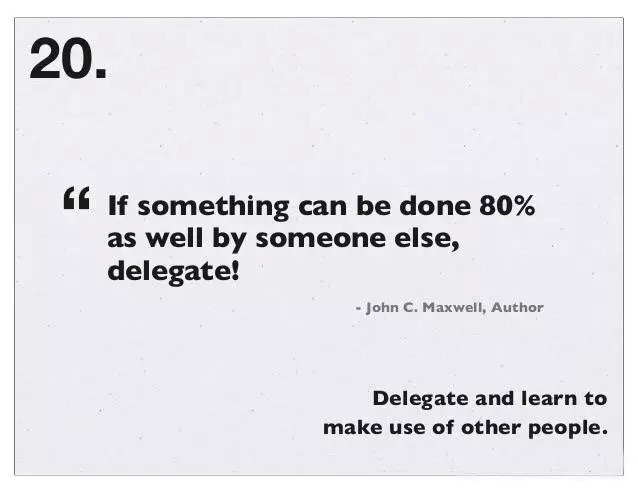 20.
“ If something can be done 80%
as well by someone else,
delegate!
- John C. Maxwell, Author
Delegate and learn to
make use of other people.